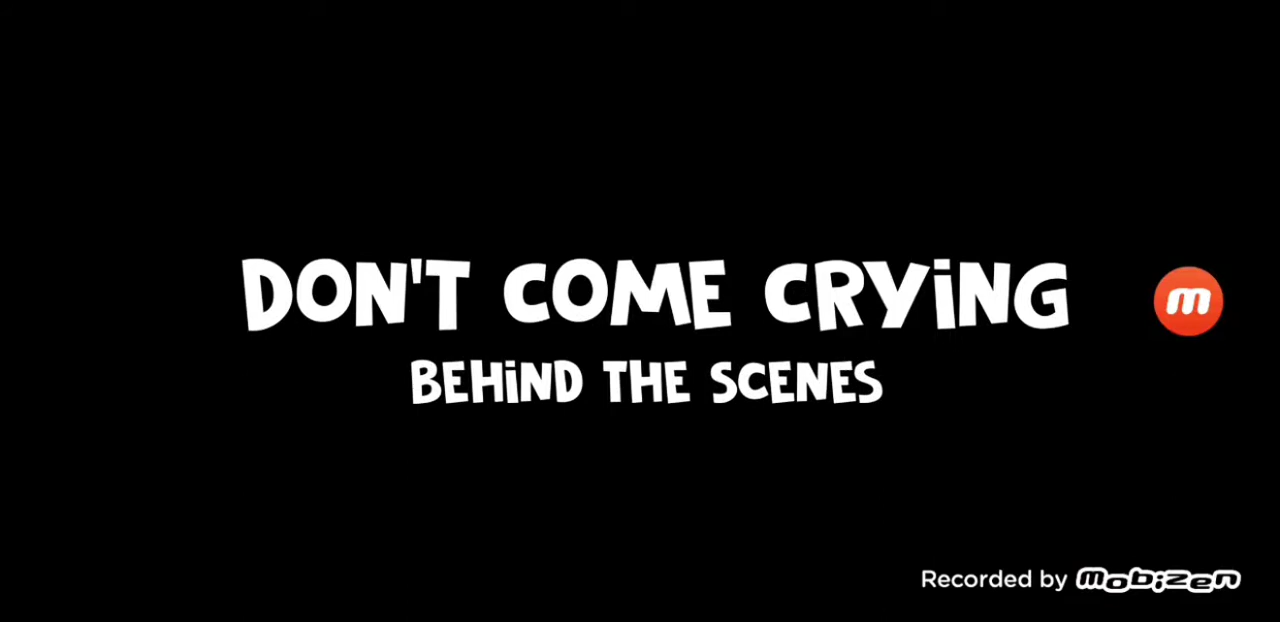 DON'T COME CRYiNG
BEHiND THE SCENES
m
Recorded by mobizen